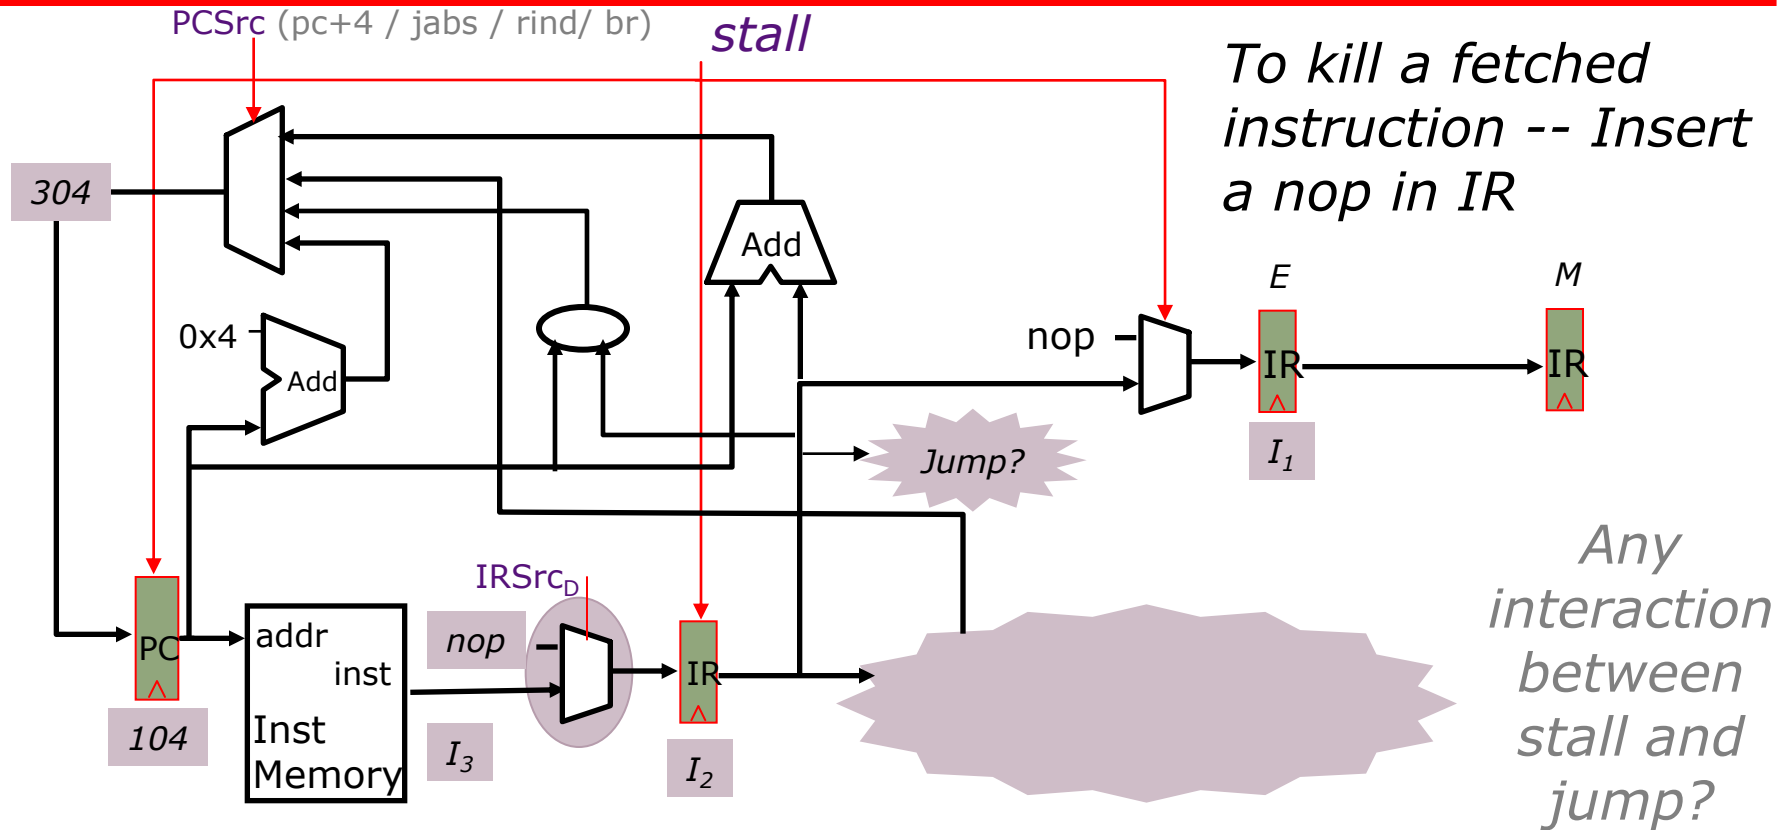 PCSrc (pc+4 / jabs / rind/ br)
stall
To kill a fetched
instruction -- Insert
a nop in IR
304
Add
E
M
0x4
Add
nop
IR
IR
Jump?
I1
Any
interaction
between
stall and
jump?
IRSrcD
PC
addr
inst
nop
IR
104
Inst
Memory
I3
I2